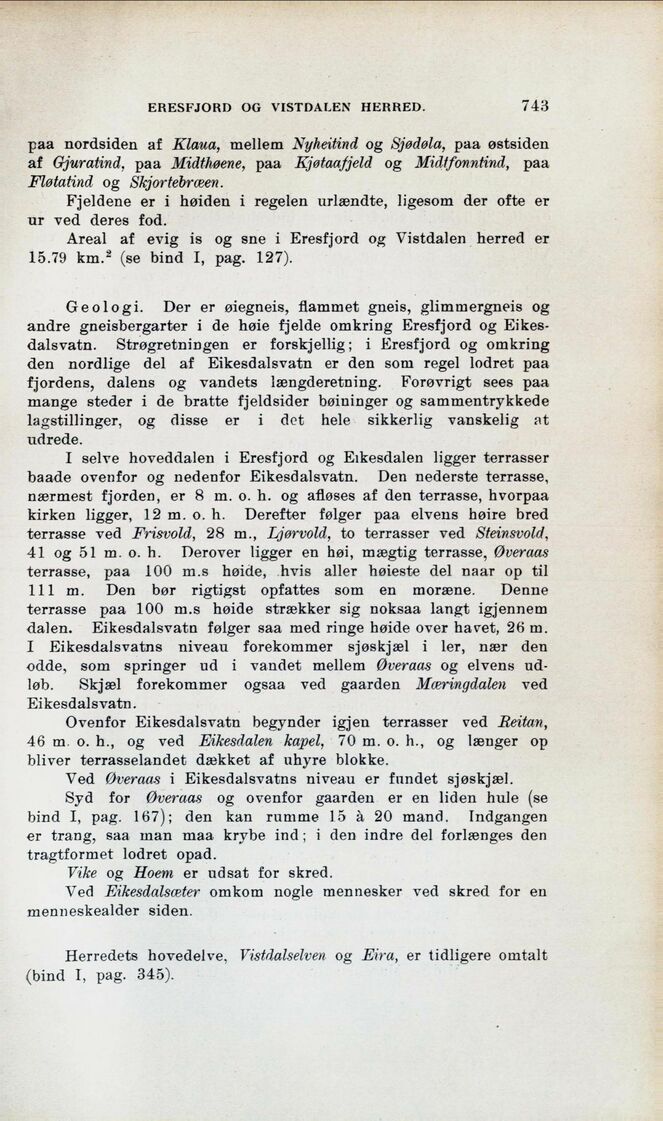 ERESFJORD OG VISTDALEN HERRED. 743
paa nordsiden af Klaua, mellem Nyheitind og Sjødøla, paa østsiden
af Gjuratind, paa Midthøene, paa Kjøtaafjeld og Midtfonntind, paa
Fløtatind og Skjortebræen.
Fjeldene er i høiden i regelen urlændte, ligesom der ofte er
ur ved deres fod.
Areal af evig is og sne i Eresfjord og Vistdalen herred er
15.79 km.² (se bind I, pag. 127).
Geologi. Der er øiegneis, flammet gneis, glimmergneis og
andre gneisbergarter i de høie fjelde omkring Eresfjord og Eikes-
dalsvatn. Strøgretningen er forskjellig; i Eresfjord og omkring
den nordlige del af Eikesdalsvatn er den som regel lodret paa
fjordens, dalens og vandets længderetning. Forøvrigt sees paa
mange steder i de bratte fjeldsider bøininger og sammentrykkede
lagstillinger, og disse er i det hele sikkerlig vanskelig at
udrede.
I selve hoveddalen i Eresfjord og Eikesdalen ligger terrasser
baade ovenfor og nedenfor Eikesdalsvatn. Den nederste terrasse,
nærmest fjorden, er 8 m. o. h. og afløses af den terrasse, hvorpaa
kirken ligger, 12 m. o. h. Derefter følger paa elvens høire bred
terrasse ved Frisvold, 28 m., Ljørvold, to terrasser ved Steinsvold,
41 og 51 m. o. h. Derover ligger en høi, mægtig terrasse, Øveraas
terrasse, paa 100 m.s høide, hvis aller høieste del naar op til
111 m. Den bør rigtigst opfattes som en moræne. Denne
terrasse paa 100 m.s høide strækker sig noksaa langt igjennem
dalen. Eikesdalsvatn følger saa med ringe høide over havet, 26 m.
I Eikesdalsvatns niveau forekommer sjøskjæl i ler, nær den
odde, som springer ud i vandet mellem Øveraas og elvens ud-
løb. Skjæl forekommer ogsaa ved gaarden Mæringdalen ved
Eikesdalsvatn.
Ovenfor Eikesdalsvatn begynder igjen terrasser ved Reitan,
46 m. o. h., og ved Eikesdalen kapel, 70 m. o. h., og længer op
bliver terrasselandet dækket af uhyre blokke.
Ved Øveraas i Eikesdalsvatns niveau er fundet sjøskjæl.
Syd for Øveraas og ovenfor gaarden er en liden hule (se
bind I, pag. 167); den kan rumme 15 à 20 mand. Indgangen
er trang, saa man maa krybe ind; i den indre del forlænges den
tragtformet lodret opad.
Vike og Hoem er udsat for skred.
Ved Eikesdalsæter omkom nogle mennesker ved skred for en
menneskealder siden.
Herredets hovedelve, Vistdalselven og Eira, er tidligere omtalt
(bind I, pag. 345).